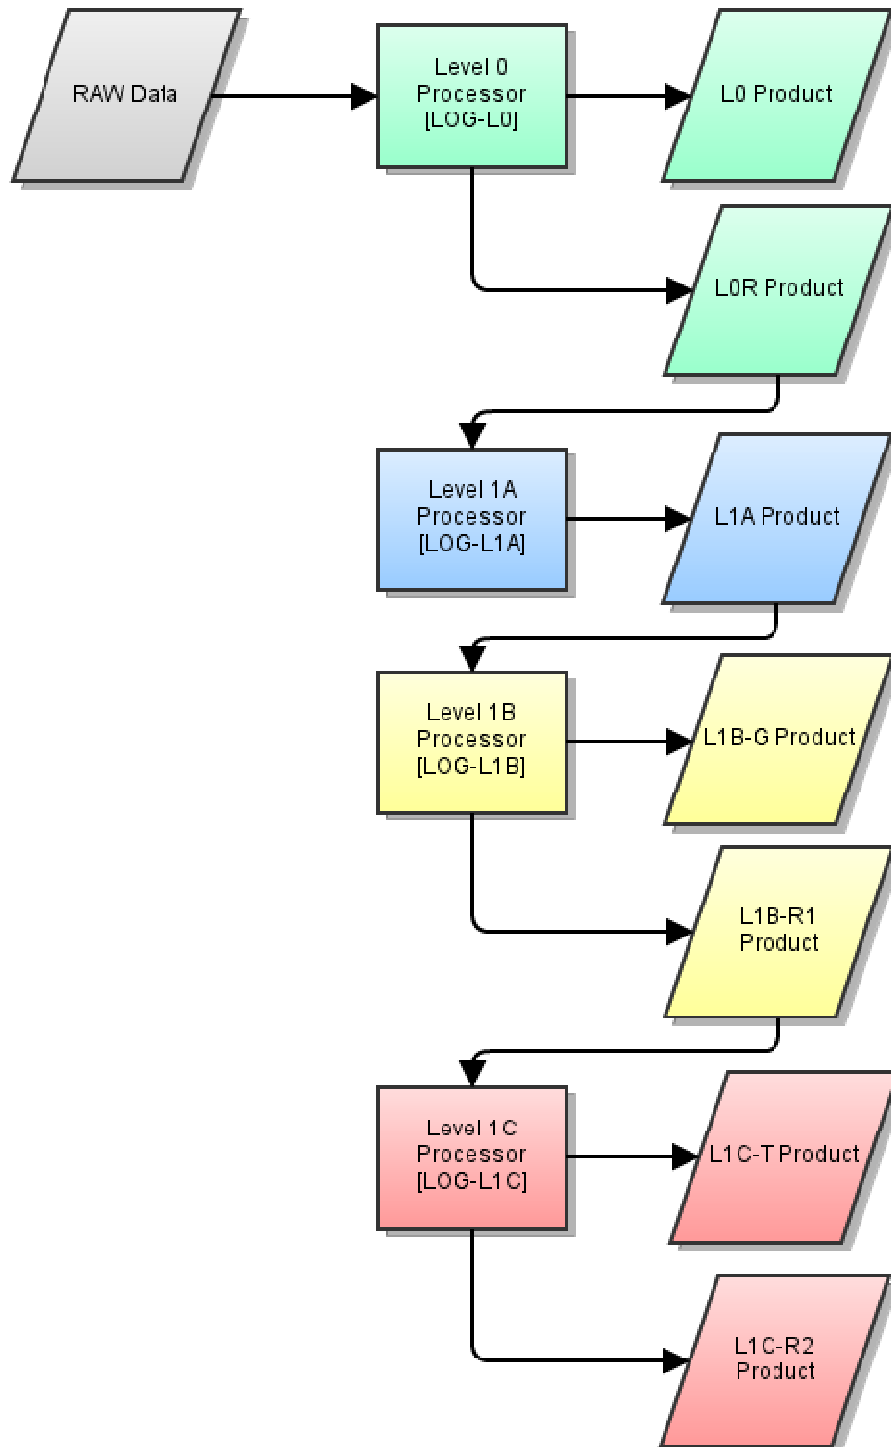 RAW Data
Level 0
Processor
[LOG-L0]
L0 Product
L0R Product
Level 1A
Processor
[LOG-L1A]
L1A Product
Level 1B
Processor
[LOG-L1B]
L1B-G Product
L1B-R1
Product
Level 1C
Processor
[LOG-L1C]
L1C-T Product
L1C-R2
Product